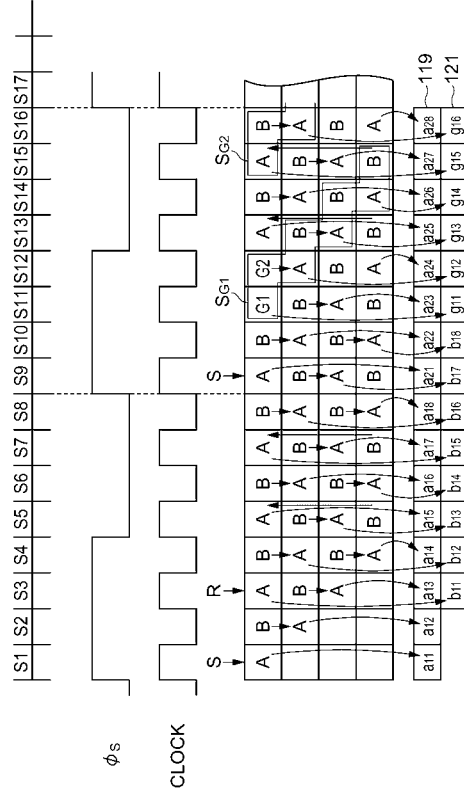 S1 S2 S3 S4 S5 S6 S7 S8 S9 S10 S11 S12 S13 S14 S15 S16 S17
ΦS
CLOCK
S R S SG1 SG2
A B A B A B A B A B G1 G2 A B A B
A B A B A B A B A B A B A B A
A B A B A B A B A B A B A B
A B A B A B A B A B A B A
a11 a12 a13 a14 a15 a16 a17 a18 a21 a22 a23 a24 a25 a26 a27 a28 119
b11 b12 b13 b14 b15 b16 b17 b18 g11 g12 g13 g14 g15 g16 121